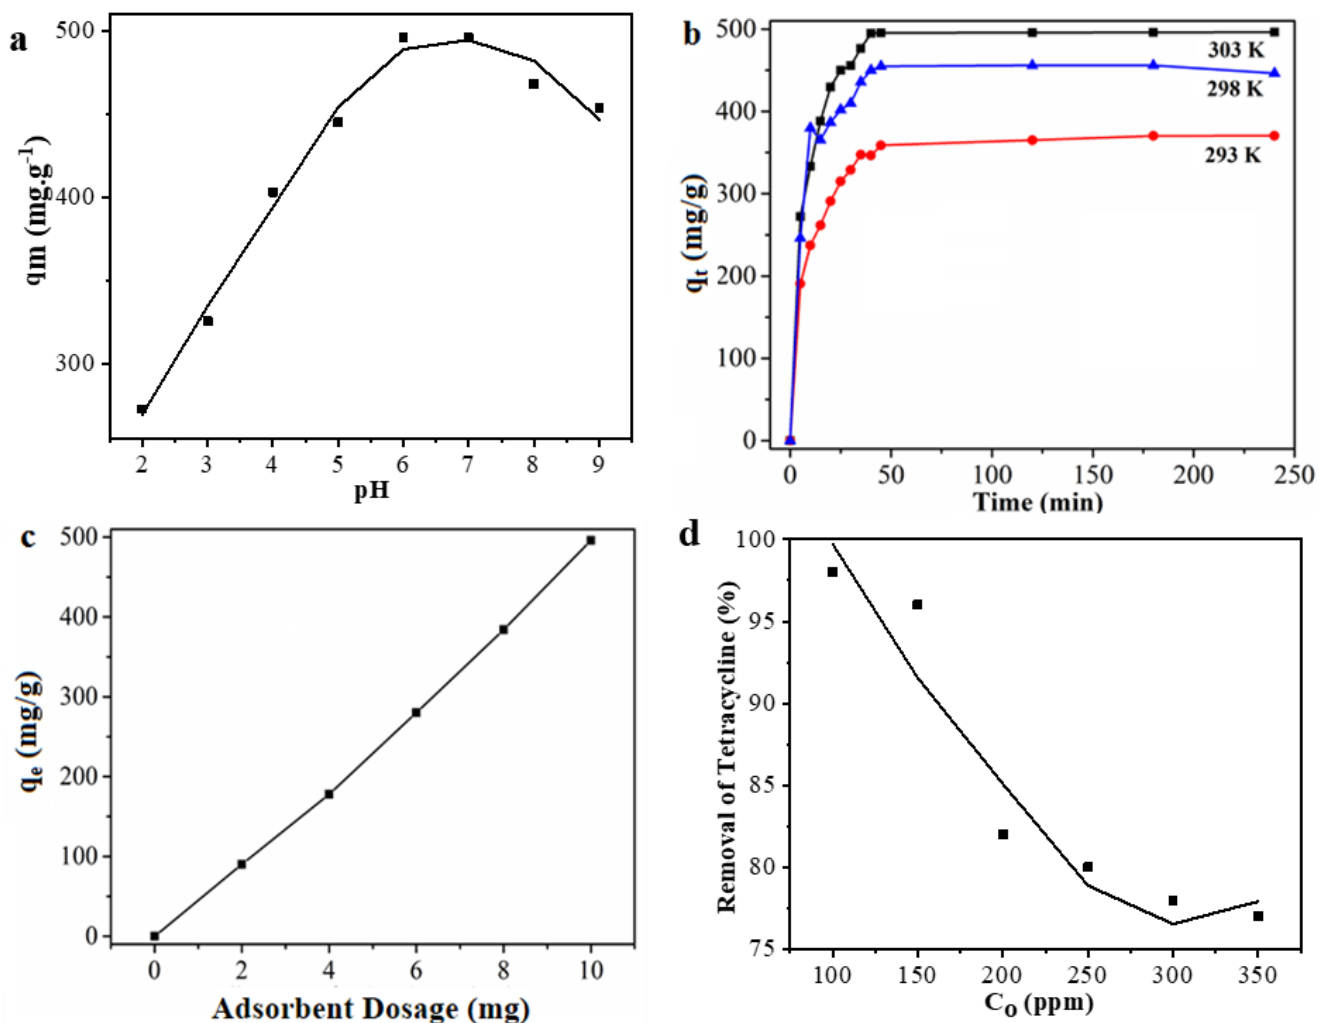 a
500
400
300
qm (mg.g⁻¹)
2 3 4 5 6 7 8 9
pH
b
500
400
300
200
100
0
qₜ (mg/g)
303 K
298 K
293 K
0 50 100 150 200 250
Time (min)
c
500
400
300
200
100
0
qₑ (mg/g)
0 2 4 6 8 10
Adsorbent Dosage (mg)
d
100
95
90
85
80
75
Removal of Tetracycline (%)
100 150 200 250 300 350
C₀ (ppm)